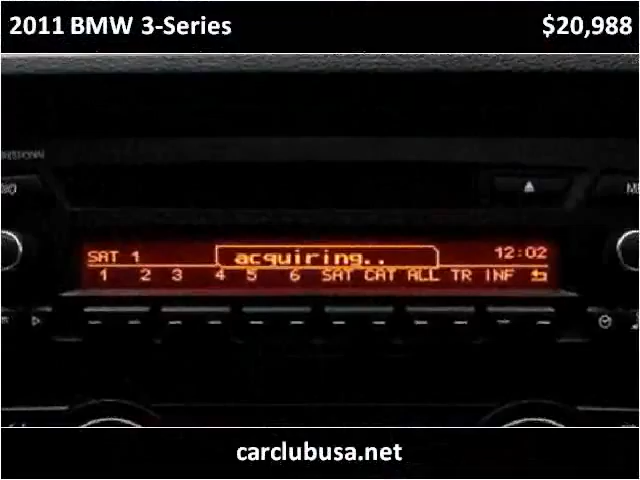 2011 BMW 3-Series $20,988
SAT 1 acquiring.. 12:02
1 2 3 4 5 6 SAT CAT ALL TR INF
carclubusa.net